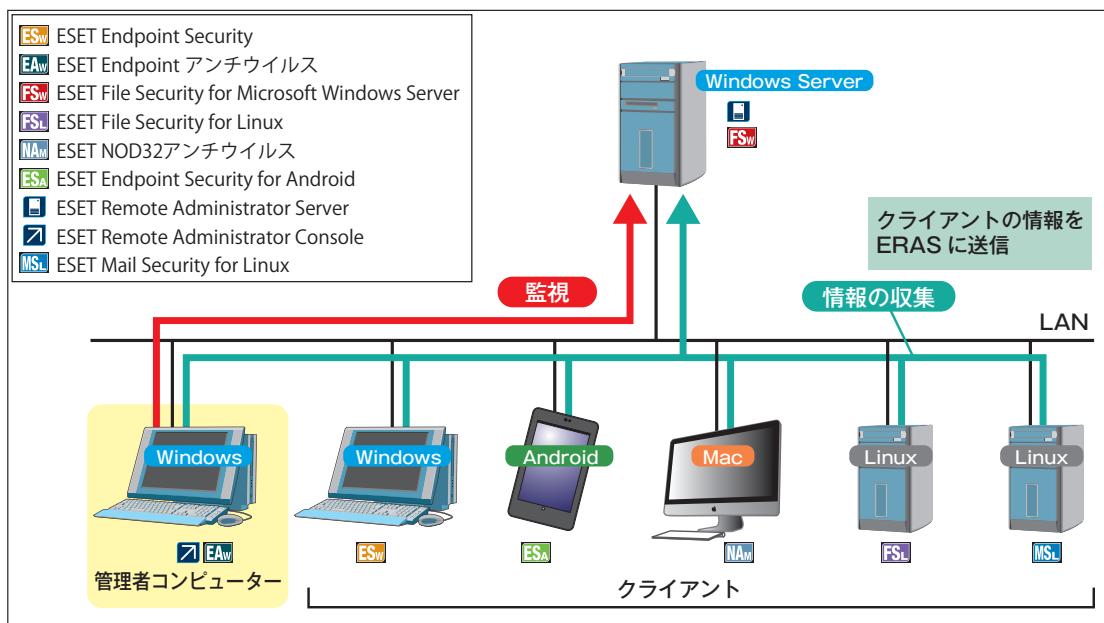 ESW ESET Endpoint Security
EAW ESET Endpoint アンチウイルス
FSW ESET File Security for Microsoft Windows Server
FSL ESET File Security for Linux
NAM ESET NOD32アンチウイルス
ESA ESET Endpoint Security for Android
ESET Remote Administrator Server
ESET Remote Administrator Console
MSL ESET Mail Security for Linux
Windows Server
FSW
クライアントの情報を
ERAS に送信
監視
情報の収集
LAN
Windows
Windows
Android
Mac
Linux
Linux
EAW
ESW
ESA
NAM
FSL
MSL
管理者コンピューター
クライアント